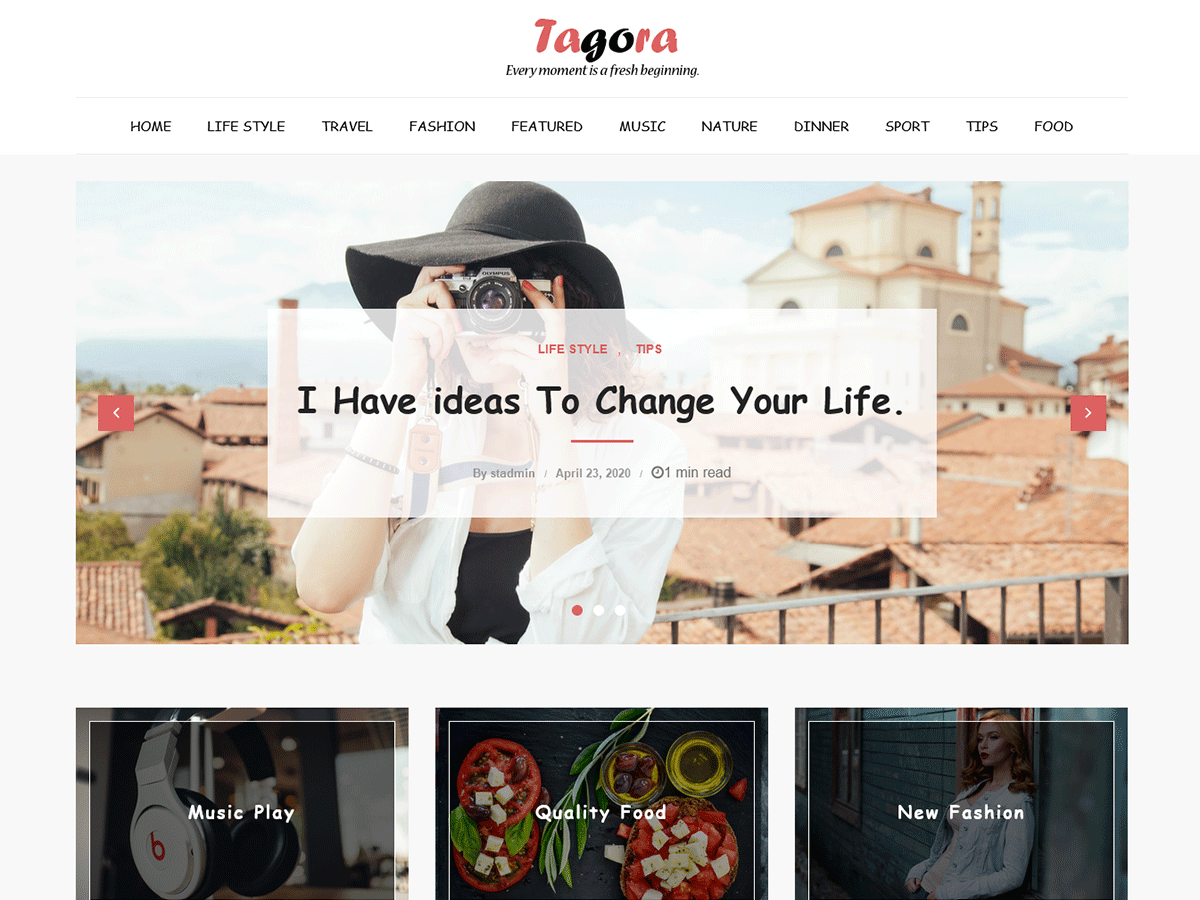 Tagora
Every moment is a fresh beginning.
HOME LIFE STYLE TRAVEL FASHION FEATURED MUSIC NATURE DINNER SPORT TIPS FOOD
OLYMPUS
LIFE STYLE , TIPS
I Have ideas To Change Your Life.
By stadmin / April 23, 2020 / 1 min read
b
Music Play
Quality Food
New Fashion